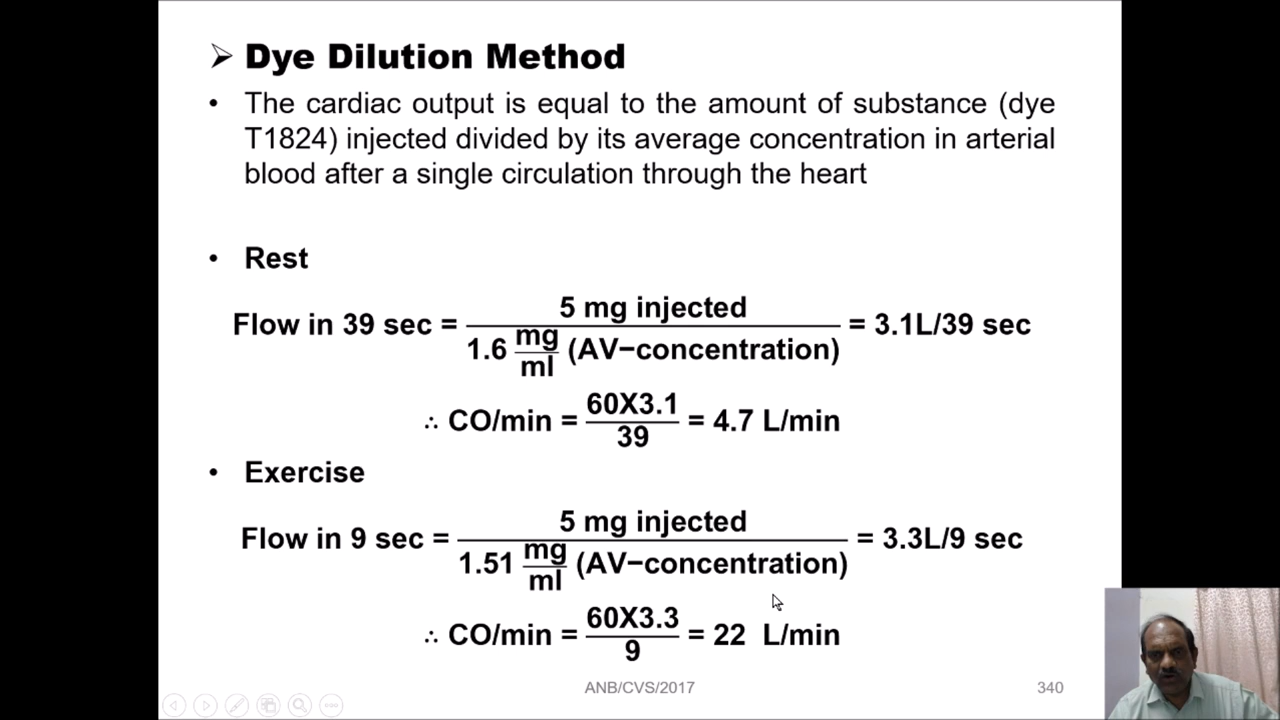 ➢ Dye Dilution Method
• The cardiac output is equal to the amount of substance (dye
T1824) injected divided by its average concentration in arterial
blood after a single circulation through the heart
• Rest
Flow in 39 sec = 5 mg injected / 1.6 mg/ml (AV−concentration) = 3.1L/39 sec
∴ CO/min = 60X3.1 / 39 = 4.7 L/min
• Exercise
Flow in 9 sec = 5 mg injected / 1.51 mg/ml (AV−concentration) = 3.3L/9 sec
∴ CO/min = 60X3.3 / 9 = 22 L/min
ANB/CVS/2017 340